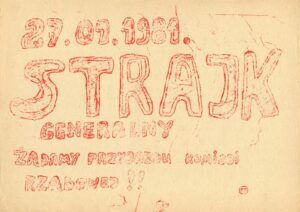 27.01.1981.
STRAJK
GENERALNY
ŻĄDAMY PRZYJAZDU KOMISJI
RZĄDOWEJ !!